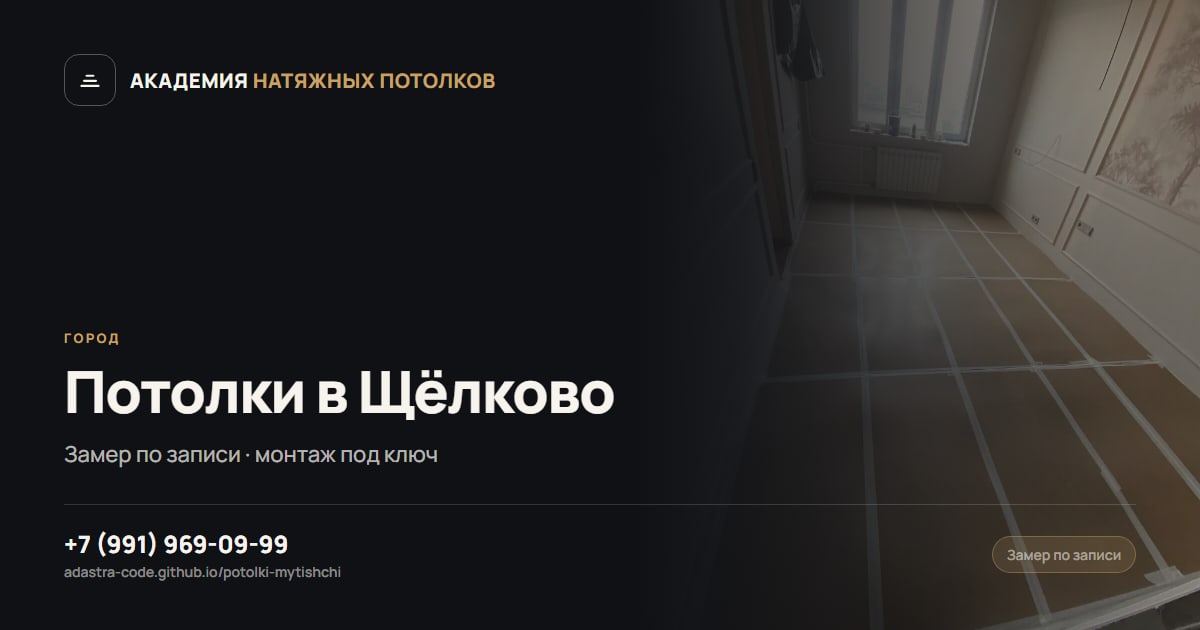 АКАДЕМИЯ НАТЯЖНЫХ ПОТОЛКОВ
ГОРОД
Потолки в Щёлково
Замер по записи · монтаж под ключ
+7 (991) 969-09-99
adastra-code.github.io/potolki-mytishchi
Замер по записи